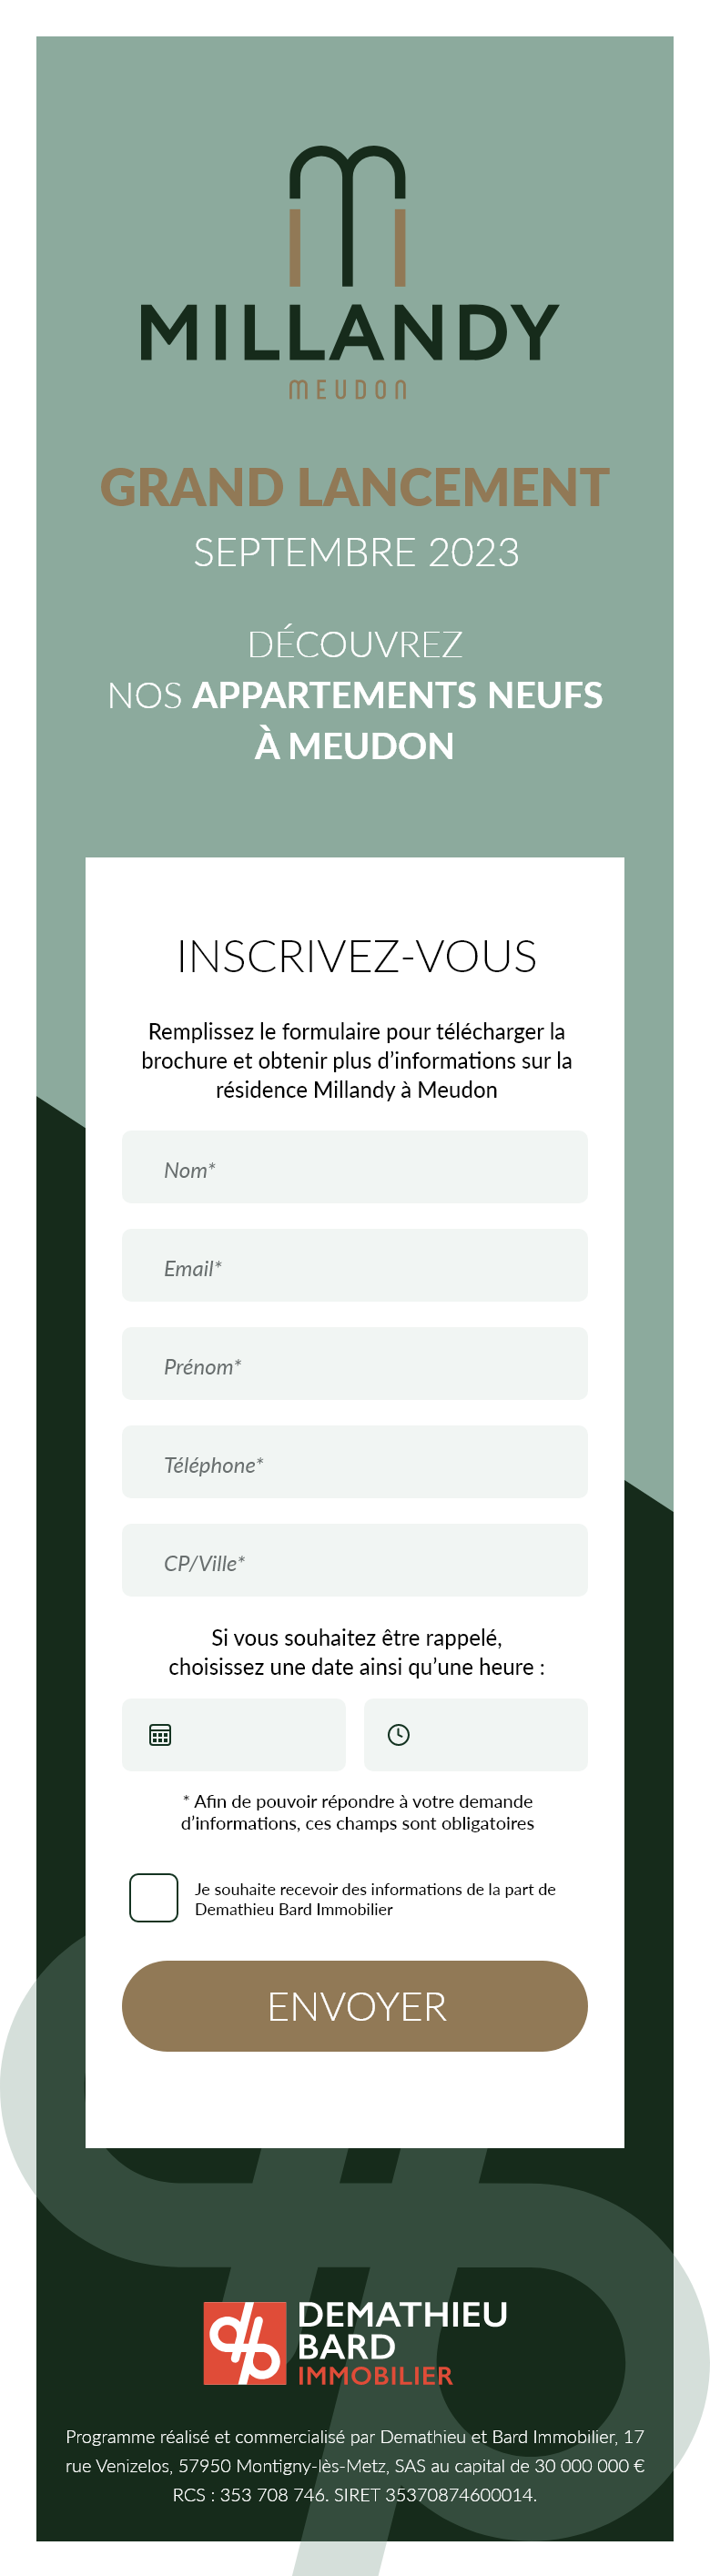 MILLANDY
MEUDON
GRAND LANCEMENT
SEPTEMBRE 2023
DÉCOUVREZ
NOS APPARTEMENTS NEUFS
À MEUDON
INSCRIVEZ-VOUS
Remplissez le formulaire pour télécharger la
brochure et obtenir plus d’informations sur la
résidence Millandy à Meudon
Nom*
Email*
Prénom*
Téléphone*
CP/Ville*
Si vous souhaitez être rappelé,
choisissez une date ainsi qu’une heure :
* Afin de pouvoir répondre à votre demande
d’informations, ces champs sont obligatoires
Je souhaite recevoir des informations de la part de
Demathieu Bard Immobilier
ENVOYER
DEMATHIEU
BARD
IMMOBILIER
Programme réalisé et commercialisé par Demathieu et Bard Immobilier, 17
rue Venizelos, 57950 Montigny-lès-Metz, SAS au capital de 30 000 000 €
RCS : 353 708 746. SIRET 35370874600014.